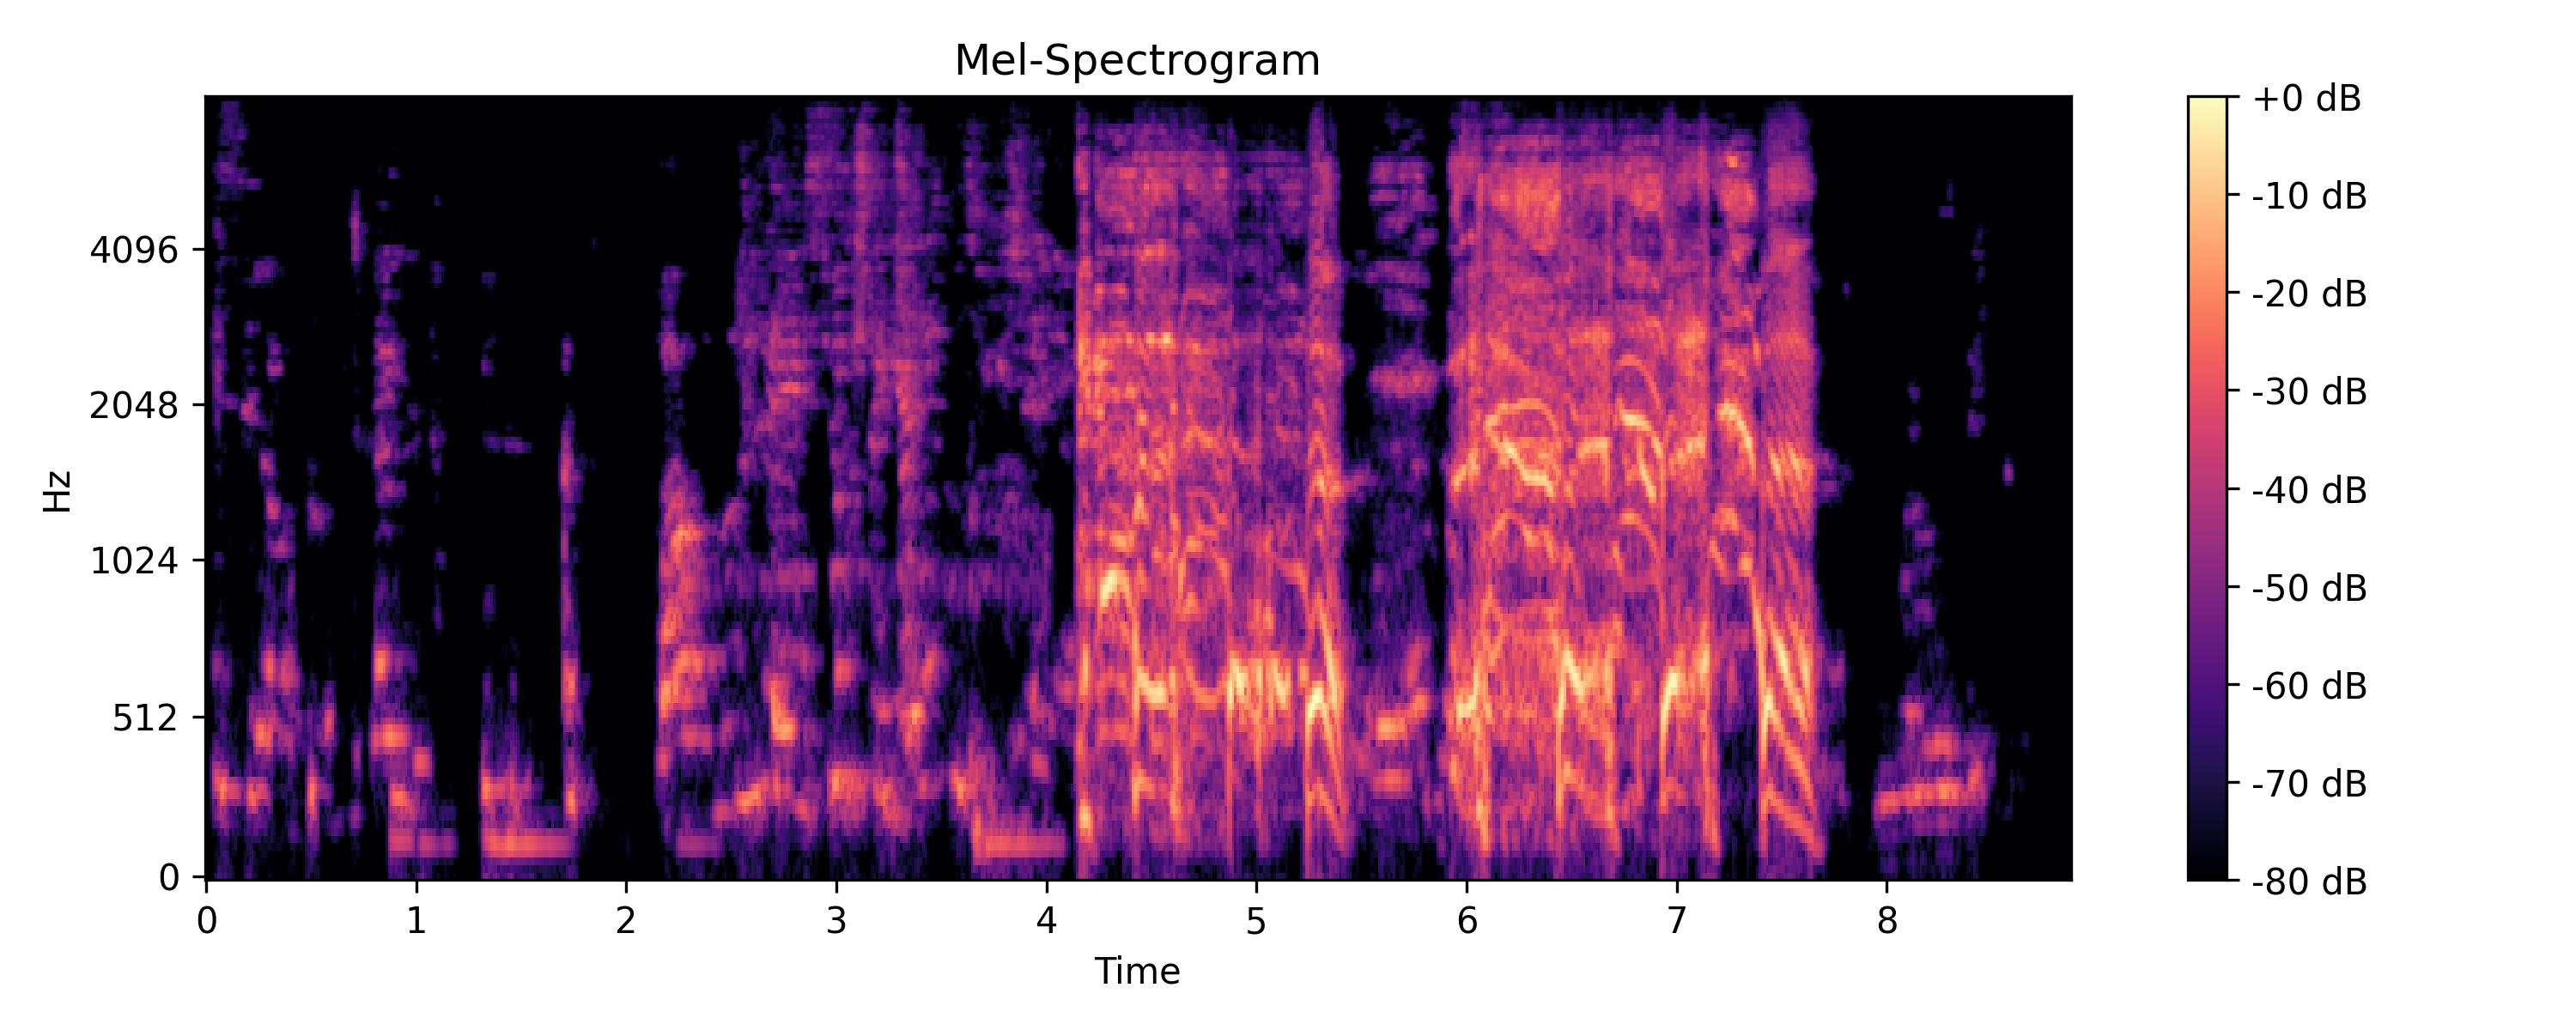 Mel-Spectrogram
Hz
4096
2048
1024
512
0
0 1 2 3 4 5 6 7 8
Time
+0 dB
-10 dB
-20 dB
-30 dB
-40 dB
-50 dB
-60 dB
-70 dB
-80 dB